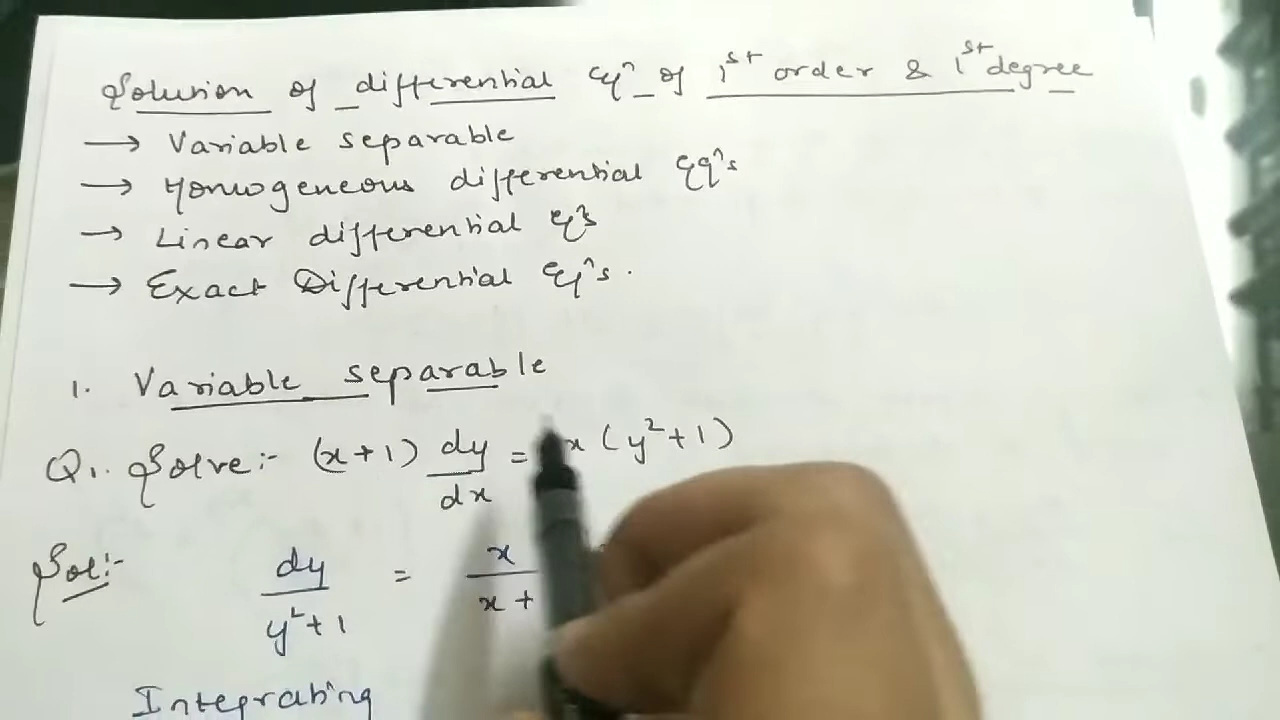 Solution of differential Eqⁿ of 1st order & 1st degree
→ Variable separable
→ Homogeneous differential Eqⁿs
→ Linear differential Eqⁿs
→ Exact Differential Eqⁿs.
1. Variable separable
Q1. Solve:- (x+1) dy/dx = x (y²+1)
Sol:- dy/y²+1 = x/x+
Integrating